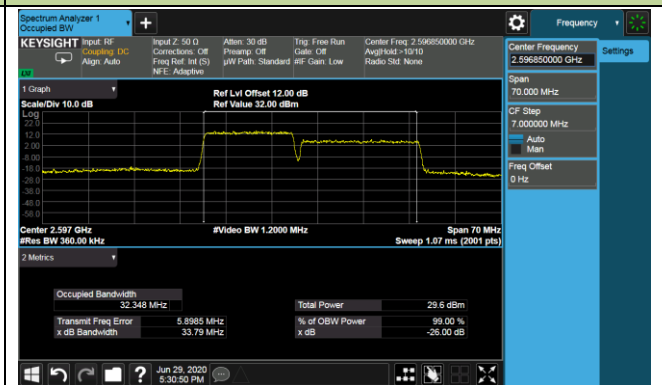 Spectrum Analyzer 1
Occupied BW
+
Frequency
KEYSIGHT
Input: RF
Coupling: DC
Align: Auto
Input Z: 50 Ω
Corrections: Off
Freq Ref: Int (S)
NFE: Adaptive
Atten: 30 dB
Preamp: Off
µW Path: Standard
Trig: Free Run
Gate: Off
#IF Gain: Low
Center Freq: 2.596850000 GHz
Avg|Hold:>10/10
Radio Std: None
Center Frequency
2.596850000 GHz
Settings
Span
70.000 MHz
CF Step
7.000000 MHz
Auto
Man
Freq Offset
0 Hz
1 Graph
Scale/Div 10.0 dB
Ref Lvl Offset 12.00 dB
Ref Value 32.00 dBm
Log
22.0
12.0
2.00
-8.00
-18.0
-28.0
-38.0
-48.0
-58.0
Center 2.597 GHz
#Video BW 1.2000 MHz
Span 70 MHz
#Res BW 360.00 kHz
Sweep 1.07 ms (2001 pts)
2 Metrics
Occupied Bandwidth
32.348 MHz
Total Power
29.6 dBm
Transmit Freq Error
5.8985 MHz
% of OBW Power
99.00 %
x dB Bandwidth
33.79 MHz
x dB
-26.00 dB
?
Jun 29, 2020
5:30:50 PM